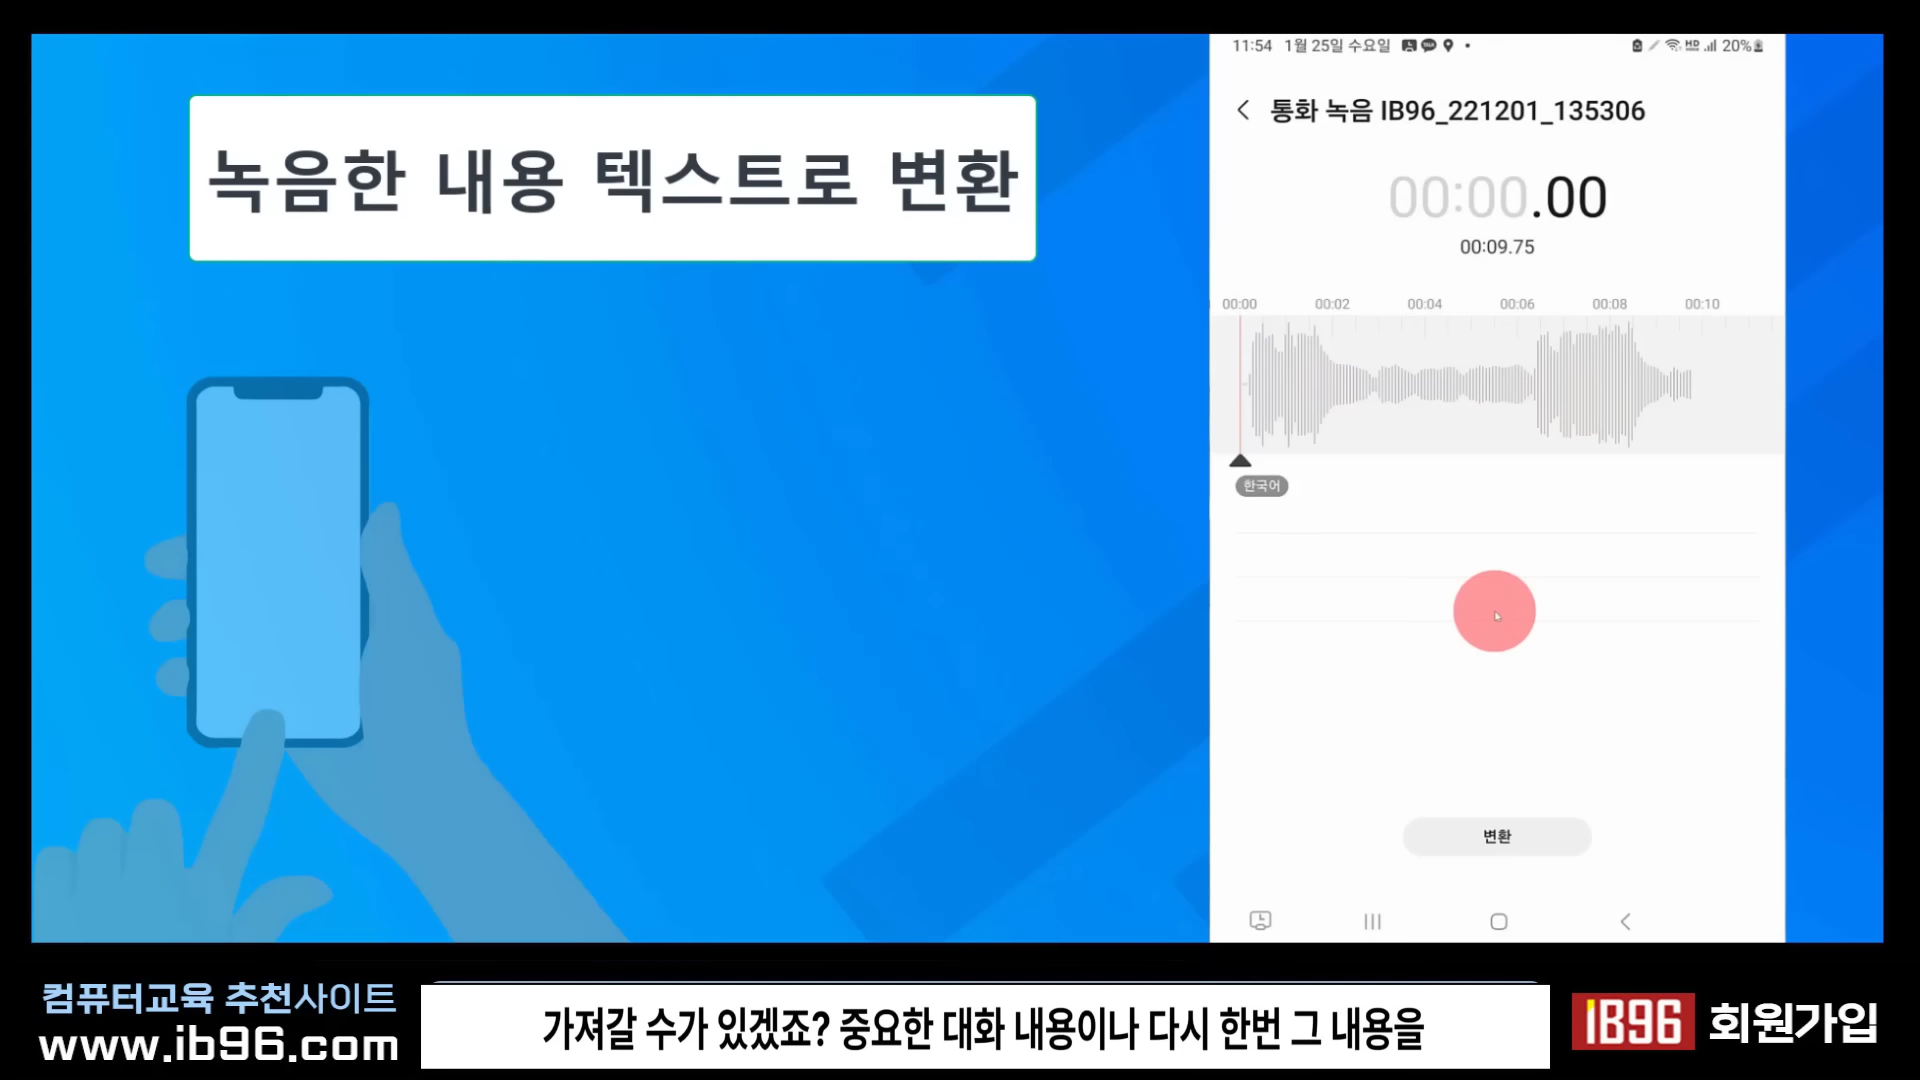 녹음한 내용 텍스트로 변환
11:54 1월 25일 수요일
HD 20%
통화 녹음 IB96_221201_135306
00:00.00
00:09.75
00:00 00:02 00:04 00:06 00:08 00:10
한국어
변환
컴퓨터교육 추천사이트
www.ib96.com
가져갈 수가 있겠죠? 중요한 대화 내용이나 다시 한번 그 내용을
IB96 회원가입